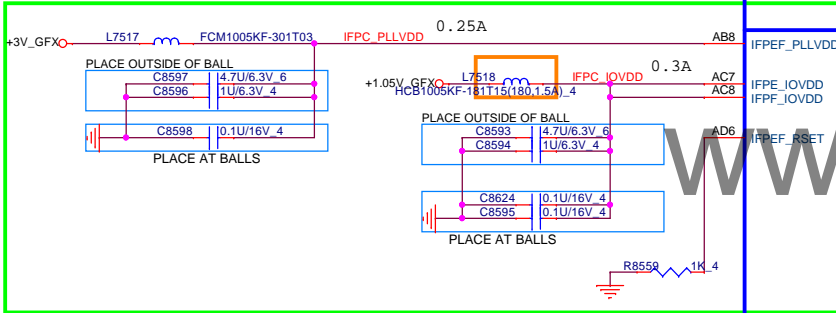 0.25A
L7517 FCM1005KF-301T03 IFPC_PLLVDD AB8
+3V_GFX IFPEF_PLLVDD
PLACE OUTSIDE OF BALL 0.3A
C8597 4.7U/6.3V_6 +1.05V_GFX L7518 IFPC_IOVDD AC7 IFPE_IOVDD
C8596 1U/6.3V_4 HCB1005KF-181T15(180,1.5A)_4 AC8 IFPF_IOVDD
PLACE OUTSIDE OF BALL
C8598 0.1U/16V_4 C8593 4.7U/6.3V_6 AD6 IFPEF_RSET
C8594 1U/6.3V_4
PLACE AT BALLS
WW
C8624 0.1U/16V_4
C8595 0.1U/16V_4
PLACE AT BALLS
R8559 1K_4